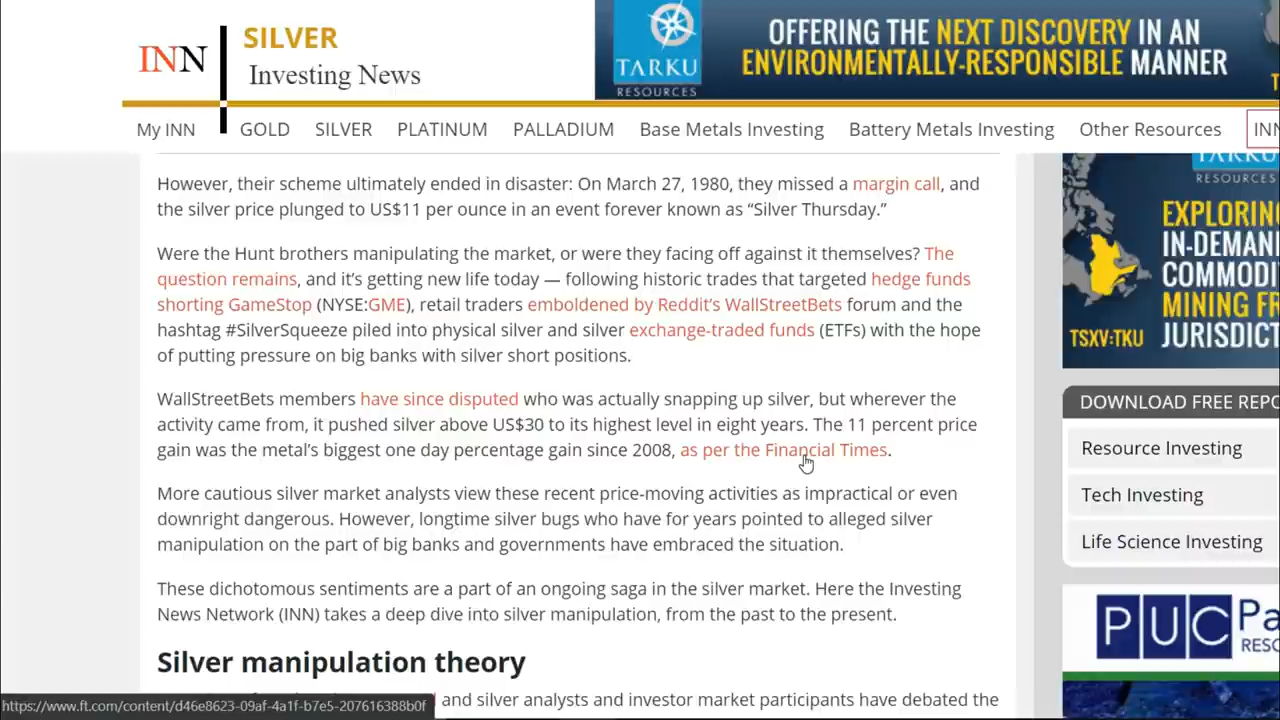 INN
SILVER
Investing News
TARKU
RESOURCES
OFFERING THE NEXT DISCOVERY IN AN
ENVIRONMENTALLY-RESPONSIBLE MANNER
My INN GOLD SILVER PLATINUM PALLADIUM Base Metals Investing Battery Metals Investing Other Resources
However, their scheme ultimately ended in disaster: On March 27, 1980, they missed a margin call, and
the silver price plunged to US$11 per ounce in an event forever known as “Silver Thursday.”
Were the Hunt brothers manipulating the market, or were they facing off against it themselves? The
question remains, and it’s getting new life today — following historic trades that targeted hedge funds
shorting GameStop (NYSE:GME), retail traders emboldened by Reddit’s WallStreetBets forum and the
hashtag #SilverSqueeze piled into physical silver and silver exchange-traded funds (ETFs) with the hope
of putting pressure on big banks with silver short positions.
WallStreetBets members have since disputed who was actually snapping up silver, but wherever the
activity came from, it pushed silver above US$30 to its highest level in eight years. The 11 percent price
gain was the metal’s biggest one day percentage gain since 2008, as per the Financial Times.
More cautious silver market analysts view these recent price-moving activities as impractical or even
downright dangerous. However, longtime silver bugs who have for years pointed to alleged silver
manipulation on the part of big banks and governments have embraced the situation.
These dichotomous sentiments are a part of an ongoing saga in the silver market. Here the Investing
News Network (INN) takes a deep dive into silver manipulation, from the past to the present.
Silver manipulation theory
and silver analysts and investor market participants have debated the
https://www.ft.com/content/d46e8623-09af-4a1f-b7e5-207616388b0f
RESOURCES
IN-DEMAN
COMMODI
MINING
TSXV:TKU
DOWNLOAD FREE
Resource Investing
Tech Investing
Life Science Investing
PUC